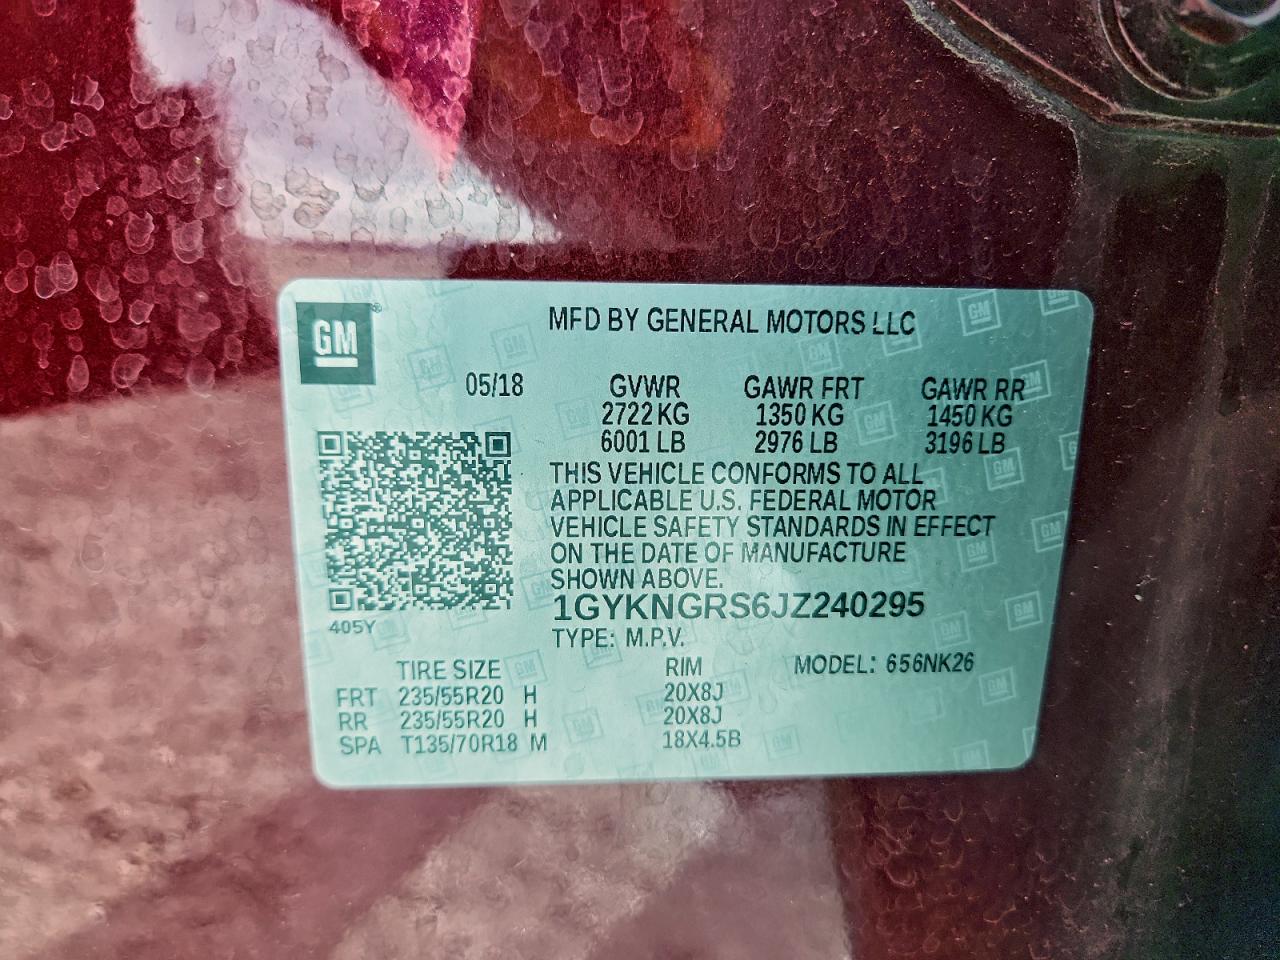 GM
MFD BY GENERAL MOTORS LLC
05/18 GVWR GAWR FRT GAWR RR
2722 KG 1350 KG 1450 KG
6001 LB 2976 LB 3196 LB
THIS VEHICLE CONFORMS TO ALL
APPLICABLE U.S. FEDERAL MOTOR
VEHICLE SAFETY STANDARDS IN EFFECT
ON THE DATE OF MANUFACTURE
SHOWN ABOVE.
1GYKNGRS6JZ240295
405Y
TYPE: M.P.V.
TIRE SIZE RIM MODEL: 656NK26
FRT 235/55R20 H 20X8J
RR 235/55R20 H 20X8J
SPA T135/70R18 M 18X4.5B